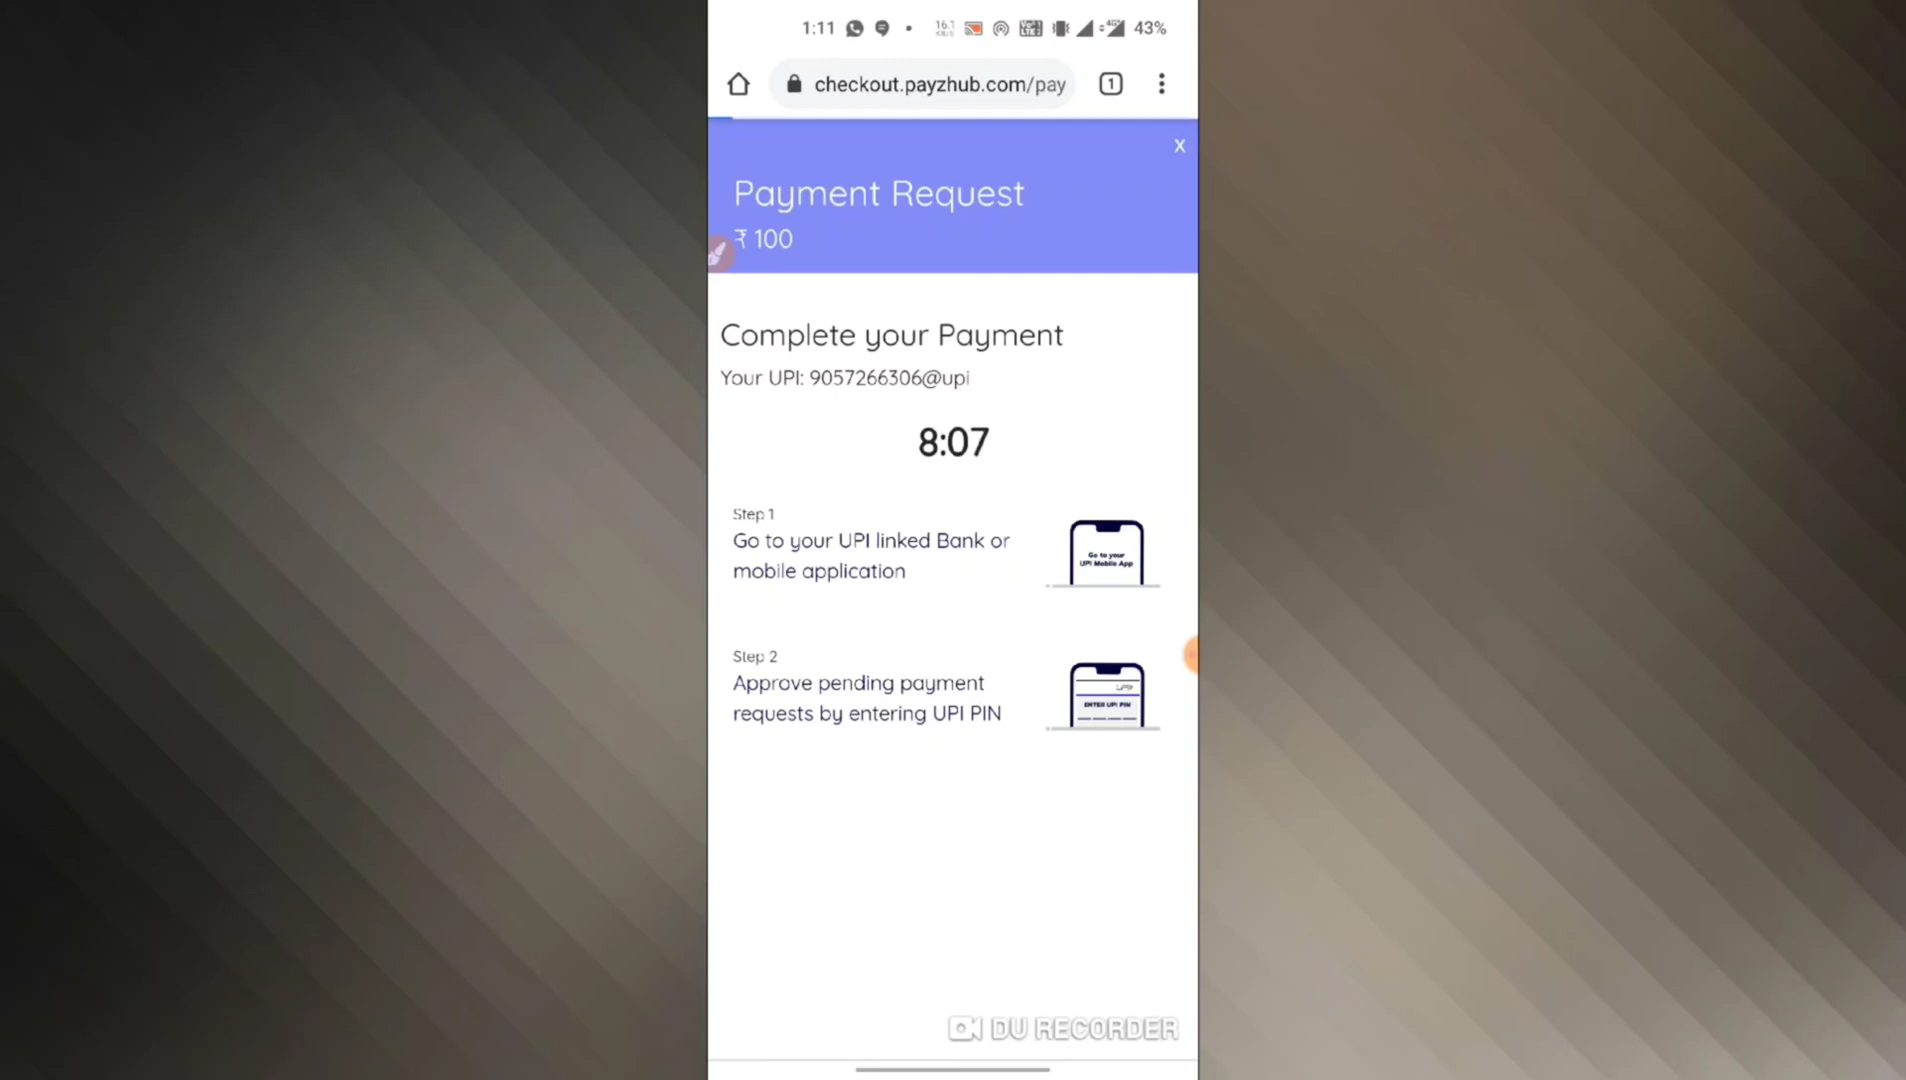 1:11
16.1
43%
checkout.payzhub.com/pay
1
X
Payment Request
₹ 100
Complete your Payment
Your UPI: 9057266306@upi
8:07
Step 1
Go to your UPI linked Bank or
mobile application
Go to your
UPI Mobile App
Step 2
Approve pending payment
requests by entering UPI PIN
UPI
ENTER UPI PIN
DU RECORDER